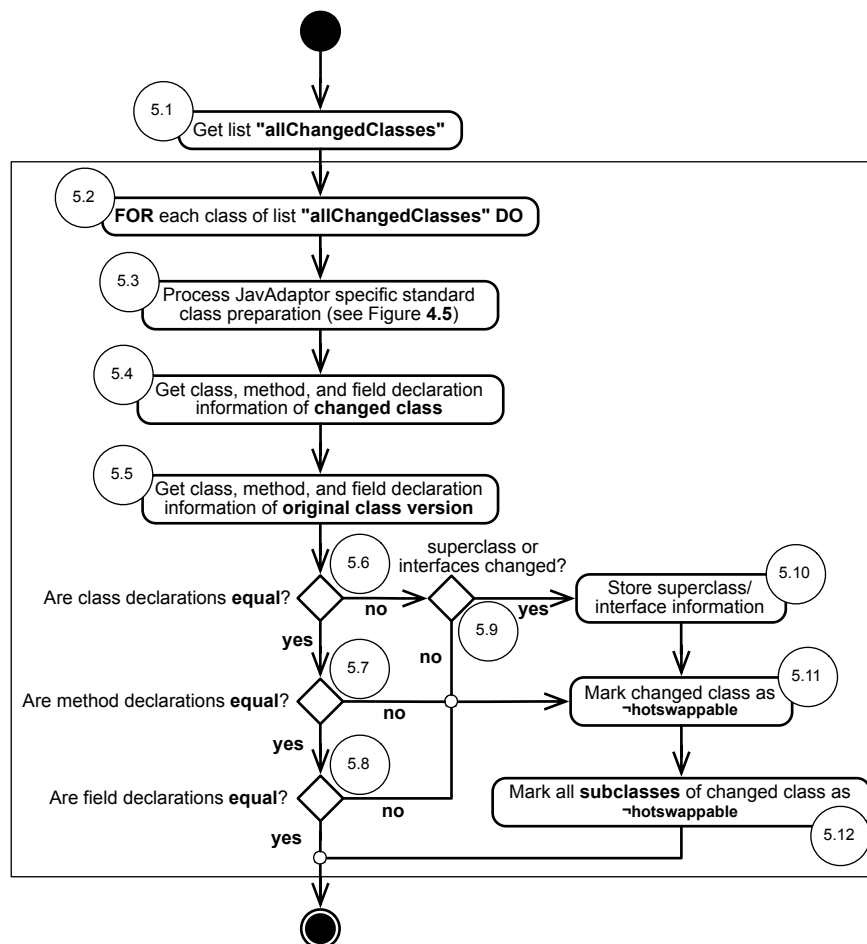 5.1
Get list "allChangedClasses"
5.2
FOR each class of list "allChangedClasses" DO
5.3
Process JavAdaptor specific standard
class preparation (see Figure 4.5)
5.4
Get class, method, and field declaration
information of changed class
5.5
Get class, method, and field declaration
information of original class version
5.6
superclass or
interfaces changed?
5.10
Are class declarations equal?
no
yes
Store superclass/
interface information
5.9
yes
no
5.7
5.11
Are method declarations equal?
no
Mark changed class as
¬hotswappable
yes
5.8
Are field declarations equal?
no
Mark all subclasses of changed class as
¬hotswappable
yes
5.12